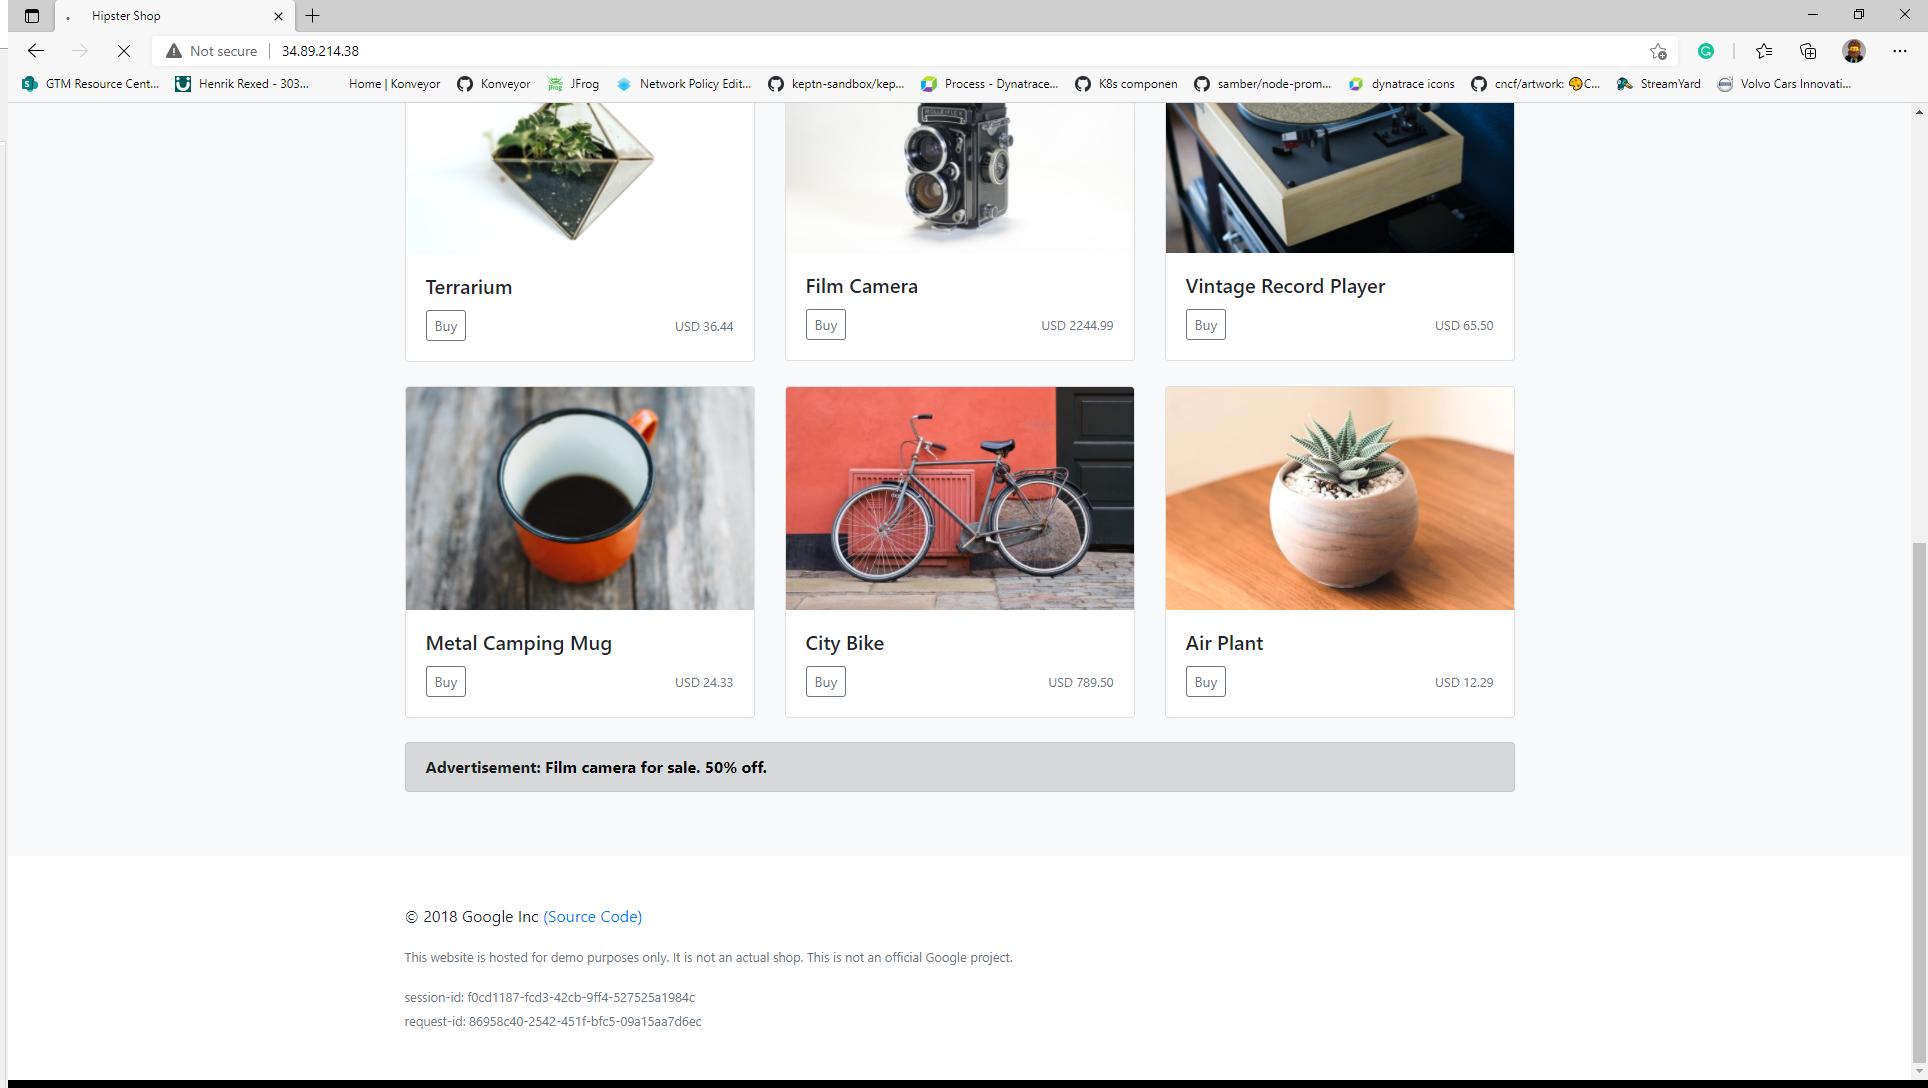 Hipster Shop
Not secure 34.89.214.38
GTM Resource Cent... Henrik Rexed - 303... Home | Konveyor Konveyor JFrog Network Policy Edit... keptn-sandbox/kep... Process - Dynatrace... K8s componen samber/node-prom... dynatrace icons cncf/artwork: 🎨C... StreamYard Volvo Cars Innovati...
Terrarium Film Camera Vintage Record Player
Buy USD 36.44 Buy USD 2244.99 Buy USD 65.50
Metal Camping Mug City Bike Air Plant
Buy USD 24.33 Buy USD 789.50 Buy USD 12.29
Advertisement: Film camera for sale. 50% off.
© 2018 Google Inc (Source Code)
This website is hosted for demo purposes only. It is not an actual shop. This is not an official Google project.
session-id: f0cd1187-fcd3-42cb-9ff4-527525a1984c
request-id: 86958c40-2542-451f-bfc5-09a15aa7d6ec